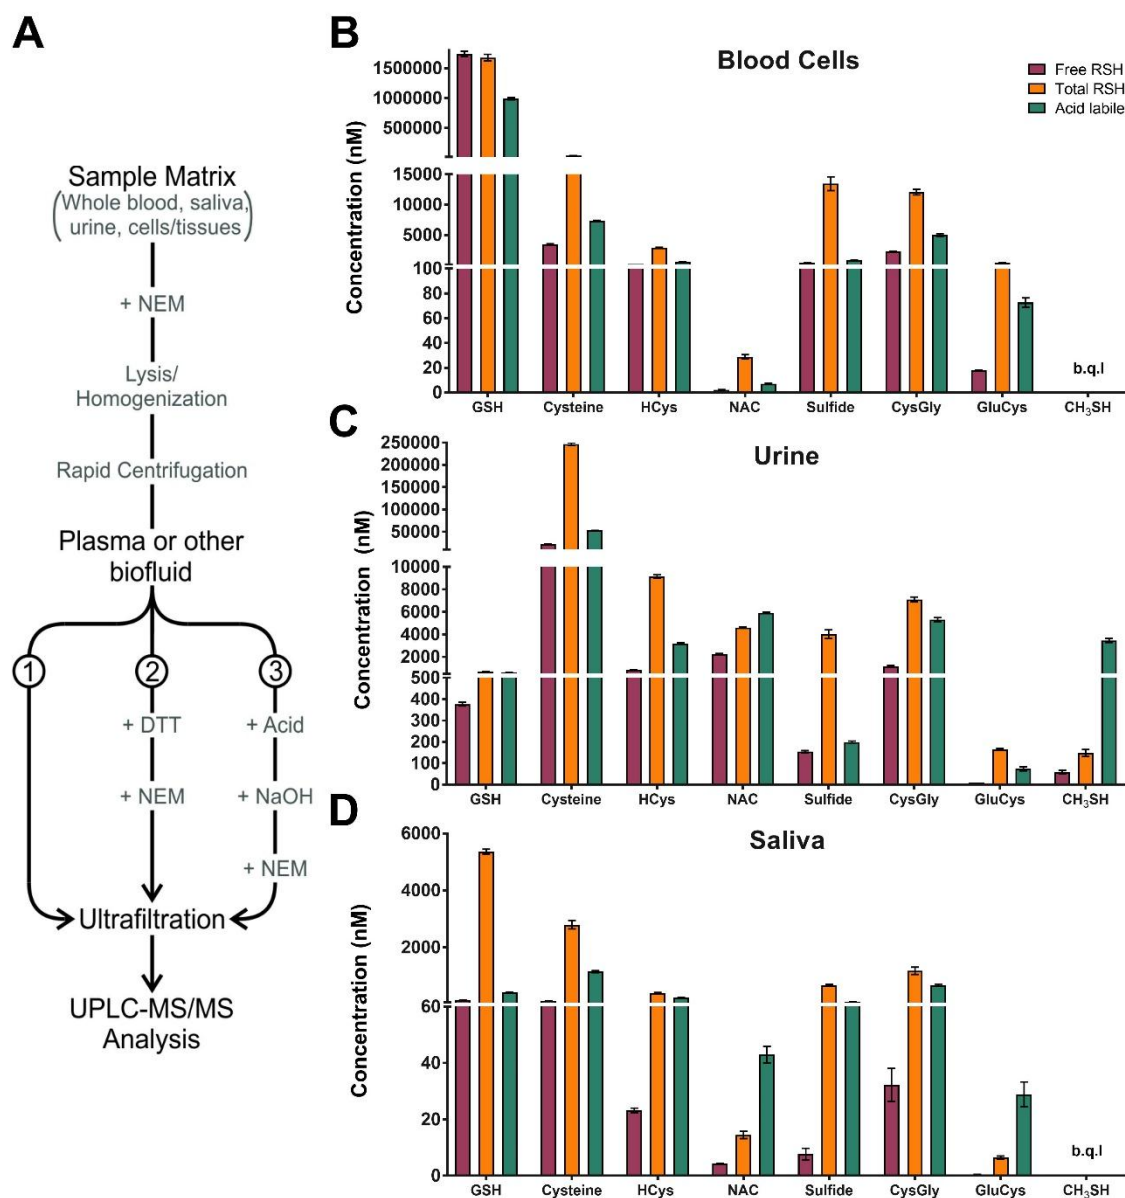 A
Sample Matrix
(Whole blood, saliva,
urine, cells/tissues)
+ NEM
Lysis/
Homogenization
Rapid Centrifugation
Plasma or other
biofluid
1 2 3
+ DTT + Acid
+ NEM + NaOH
+ NEM
Ultrafiltration
UPLC-MS/MS
Analysis
B
Blood Cells
Free RSH
Total RSH
Acid labile
Concentration (nM)
1500000
1000000
500000
15000
10000
5000
100
80
60
40
20
0
b.q.l
GSH Cysteine HCys NAC Sulfide CysGly GluCys CH₃SH
C
Urine
Concentration (nM)
250000
200000
150000
100000
50000
10000
8000
6000
4000
2000
500
400
300
200
100
0
GSH Cysteine HCys NAC Sulfide CysGly GluCys CH₃SH
D
Saliva
Concentration (nM)
6000
4000
2000
60
40
20
0
b.q.l
GSH Cysteine HCys NAC Sulfide CysGly GluCys CH₃SH